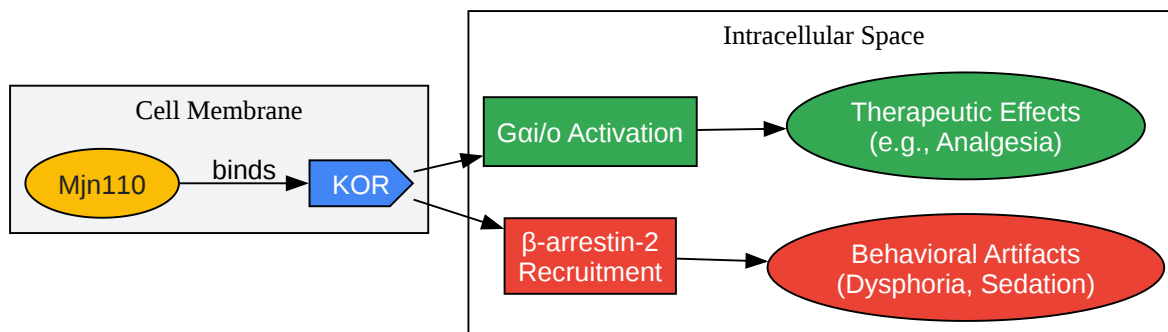 Intracellular Space
Cell Membrane
Mjn110
binds
KOR
Gαi/o Activation
Therapeutic Effects
(e.g., Analgesia)
β-arrestin-2
Recruitment
Behavioral Artifacts
(Dysphoria, Sedation)